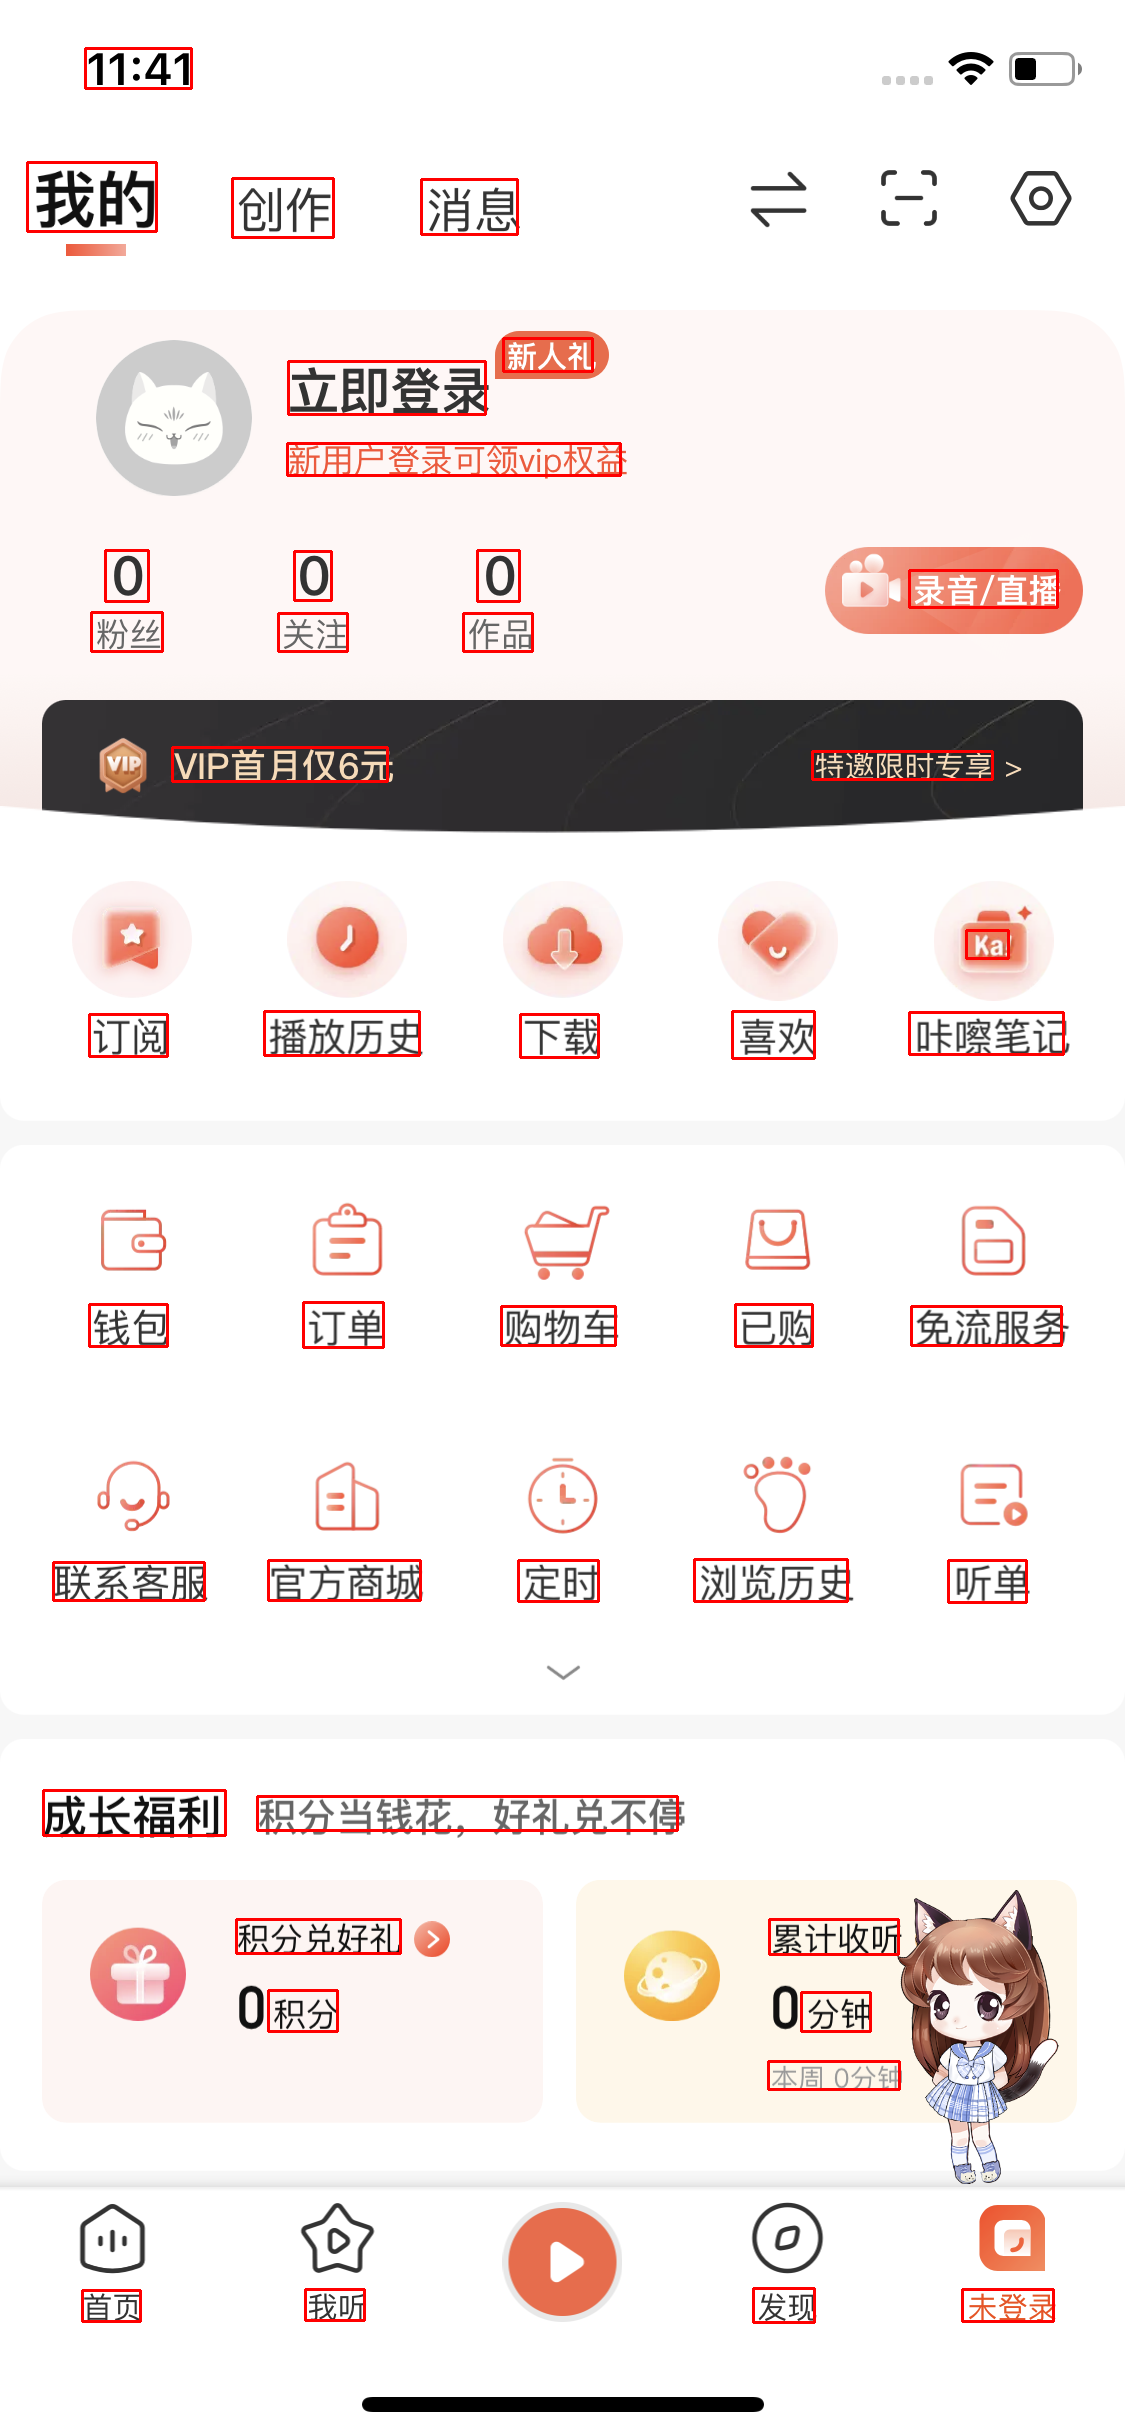 11:41
我的 创作 消息
新人礼
立即登录
新用户登录可领vip权益
0 0 0
粉丝 关注 作品
录音/直播
VIP VIP首月仅6元 特邀限时专享 >
Ka!
订阅 播放历史 下载 喜欢 咔嚓笔记
钱包 订单 购物车 已购 免流服务
联系客服 官方商城 定时 浏览历史 听单
成长福利 积分当钱花，好礼兑不停
积分兑好礼 累计收听
0积分 0分钟
本周 0分钟
首页 我听 发现 未登录